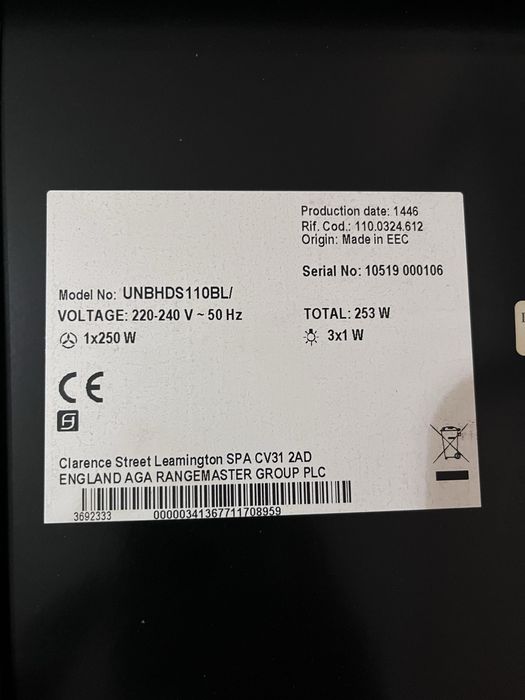 Production date: 1446
Rif. Cod.: 110.0324.612
Origin: Made in EEC
Serial No: 10519 000106
Model No: UNBHDS110BL/
VOLTAGE: 220-240 V ~ 50 Hz
TOTAL: 253 W
1x250 W
3x1 W
CE
Clarence Street Leamington SPA CV31 2AD
ENGLAND AGA RANGEMASTER GROUP PLC
3692333
00000341367711708959